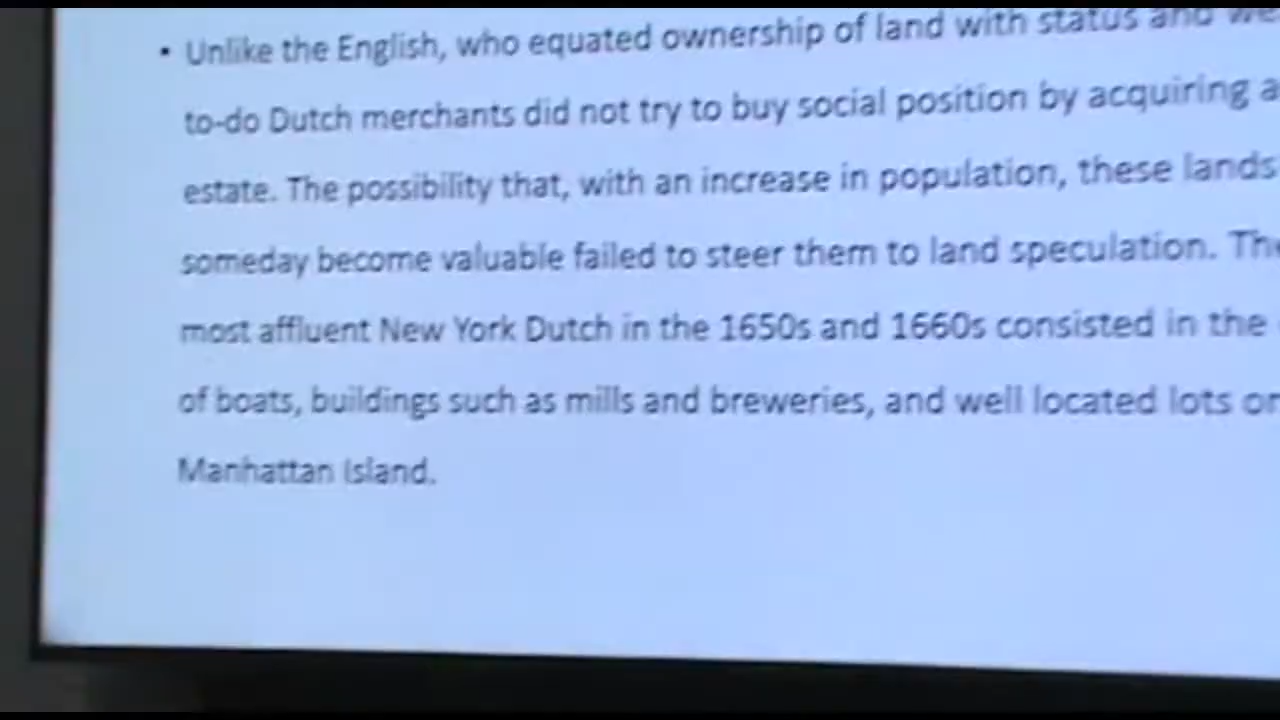 • Unlike the English, who equated ownership of land with status and
to-do Dutch merchants did not try to buy social position by acquiring
estate. The possibility that, with an increase in population, these lands
someday become valuable failed to steer them to land speculation.
most affluent New York Dutch in the 1650s and 1660s consisted in the
of boats, buildings such as mills and breweries, and well located lots
Manhattan Island.